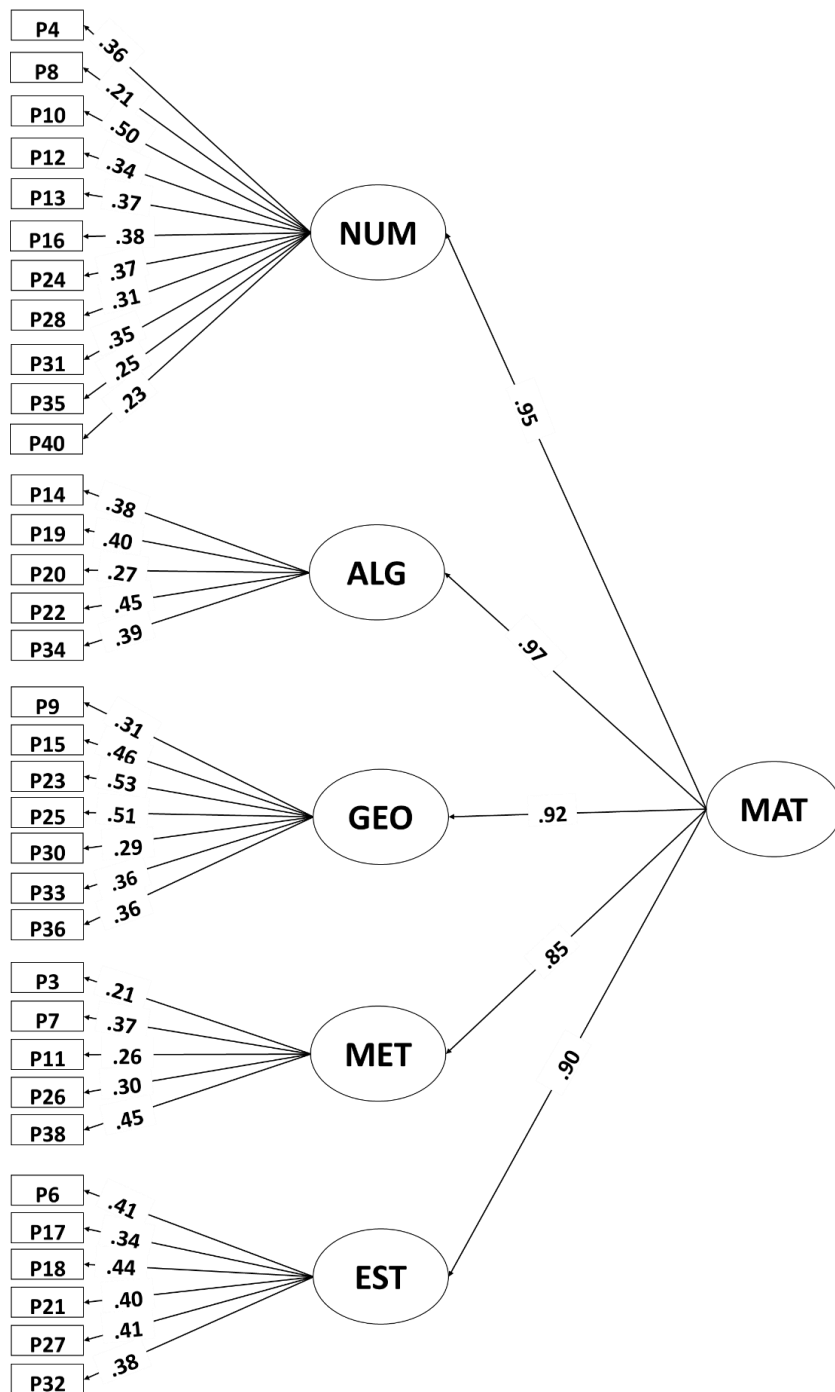 P4 .36
P8 .21
P10 .50
P12 .34
P13 .37
P16 .38
P24 .37
P28 .31
P31 .35
P35 .25
P40 .23
NUM
.95
P14 .38
P19 .40
P20 .27
P22 .45
P34 .39
ALG
.97
P9 .31
P15 .46
P23 .53
P25 .51
P30 .29
P33 .36
P36 .36
GEO
.92
MAT
P3 .21
P7 .37
P11 .26
P26 .30
P38 .45
MET
.85
P6 .41
P17 .34
P18 .44
P21 .40
P27 .41
P32 .38
EST
.90